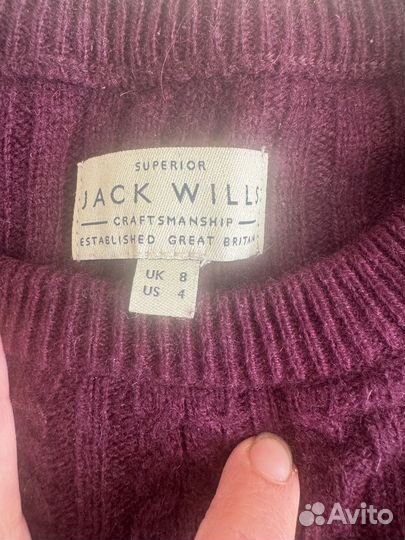 SUPERIOR
JACK WILLS
CRAFTSMANSHIP
ESTABLISHED GREAT BRITAIN
UK 8
US 4
Avito